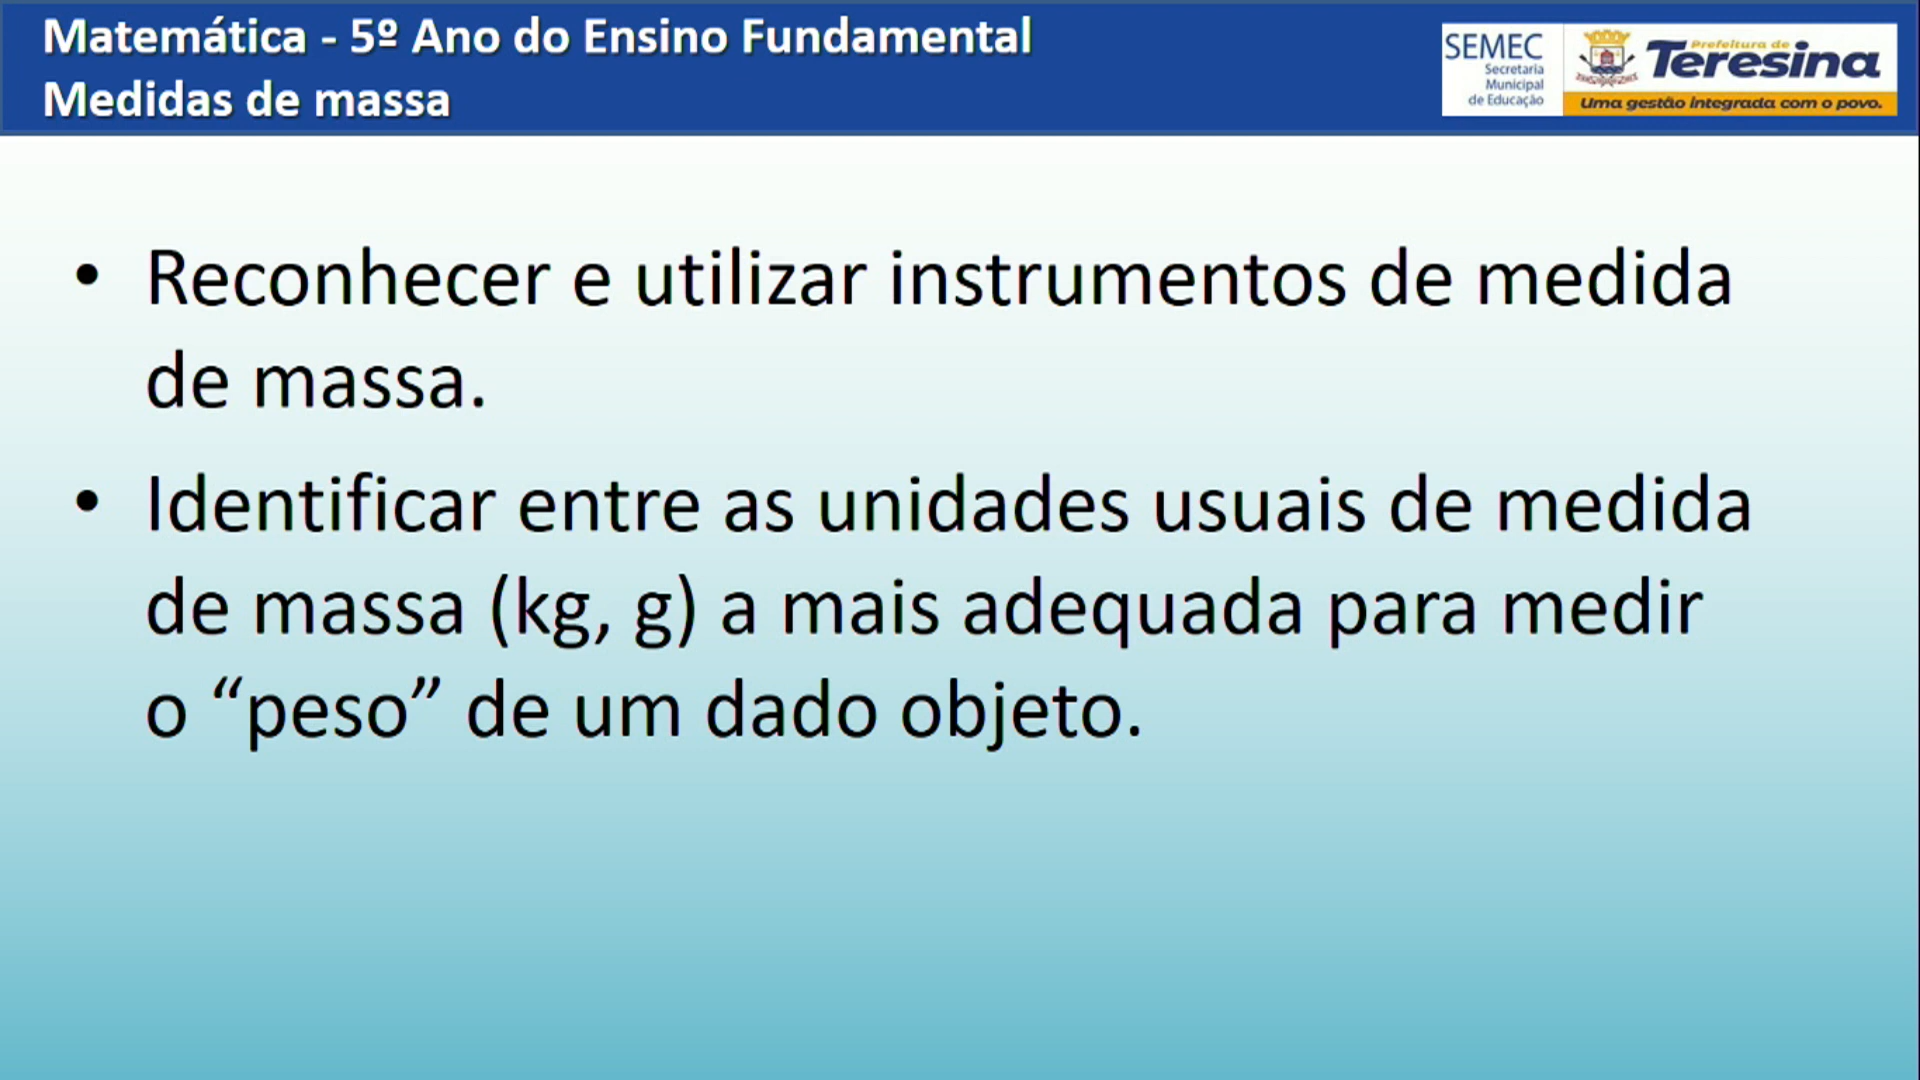 Matemática - 5º Ano do Ensino Fundamental
Medidas de massa
SEMEC
Secretaria
Municipal
de Educação
Prefeitura de
Teresina
Uma gestão integrada com o povo.
• Reconhecer e utilizar instrumentos de medida
de massa.
• Identificar entre as unidades usuais de medida
de massa (kg, g) a mais adequada para medir
o “peso” de um dado objeto.